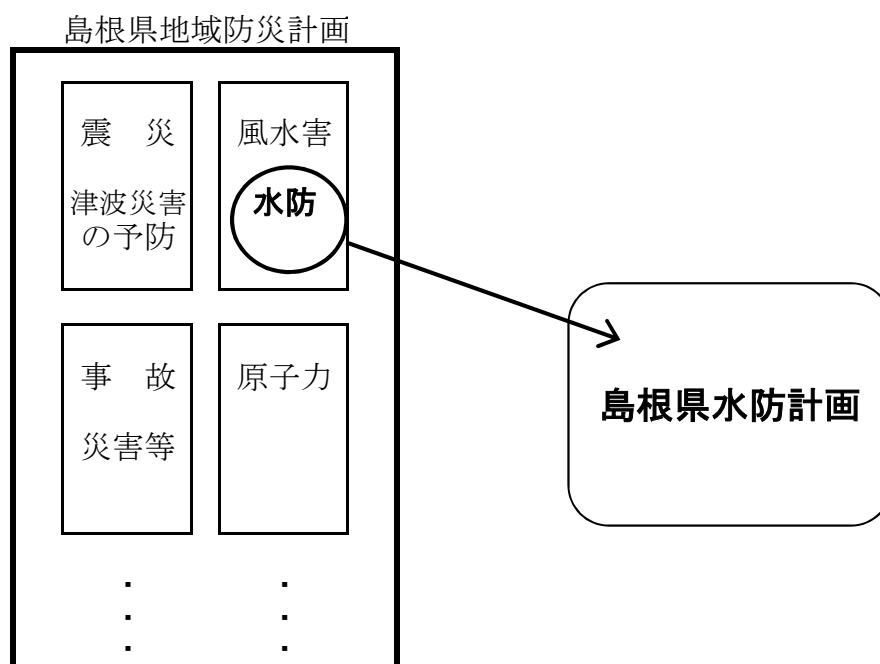 島根県地域防災計画
震　災
津波災害
の予防
風水害
水防
事　故
災害等
原子力
島根県水防計画
・　・
・　・
・　・